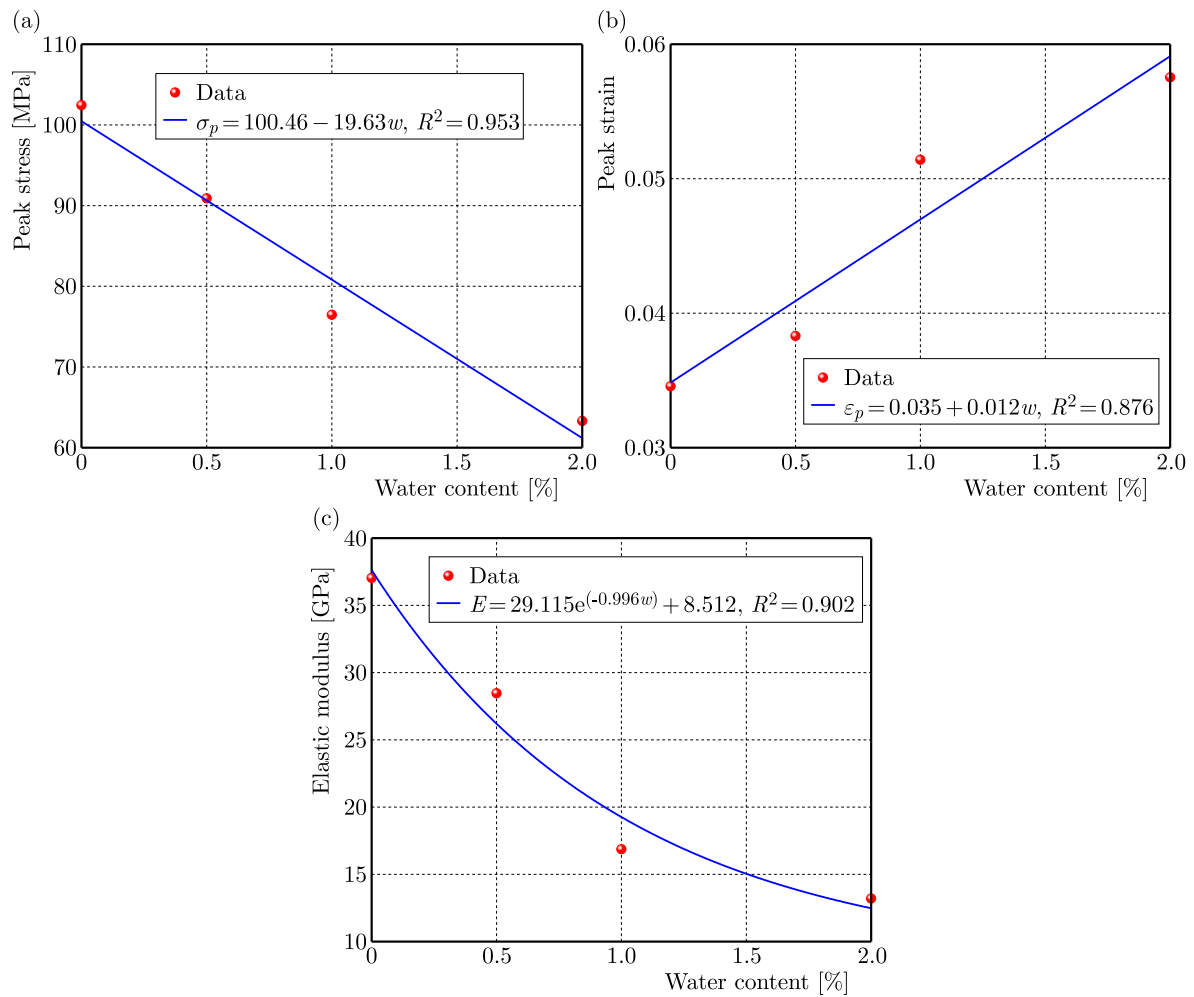 (a)
110
100
90
80
70
60
Peak stress [MPa]
Data
σ_p = 100.46 − 19.63w, R² = 0.953
0 0.5 1.0 1.5 2.0
Water content [%]
(b)
0.06
0.05
0.04
0.03
Peak strain
Data
ε_p = 0.035 + 0.012w, R² = 0.876
0 0.5 1.0 1.5 2.0
Water content [%]
(c)
40
35
30
25
20
15
10
Elastic modulus [GPa]
Data
E = 29.115e^(-0.996w) + 8.512, R² = 0.902
0 0.5 1.0 1.5 2.0
Water content [%]